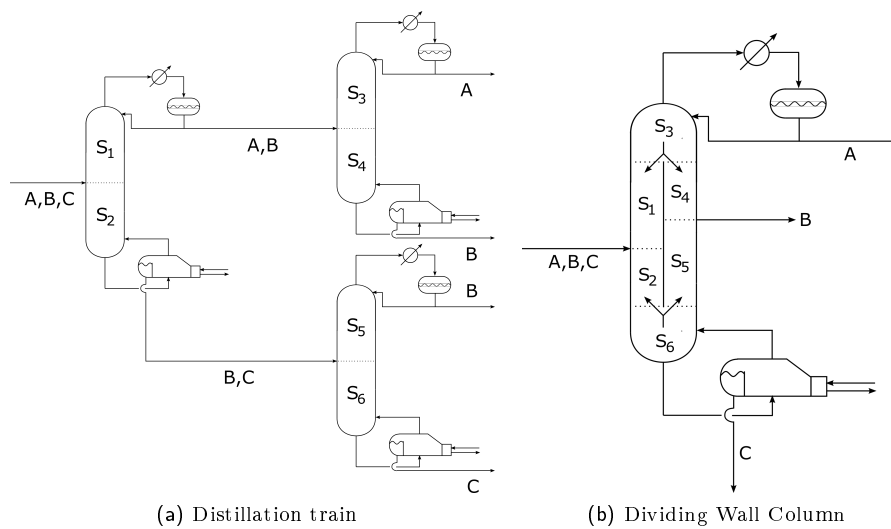 S3
A
S1
A,B
S4
A,B,C
S2
B
B
S5
B,C
S6
C
(a) Distillation train
S3
A
S1
S4
B
A,B,C
S2
S5
S6
C
(b) Dividing Wall Column